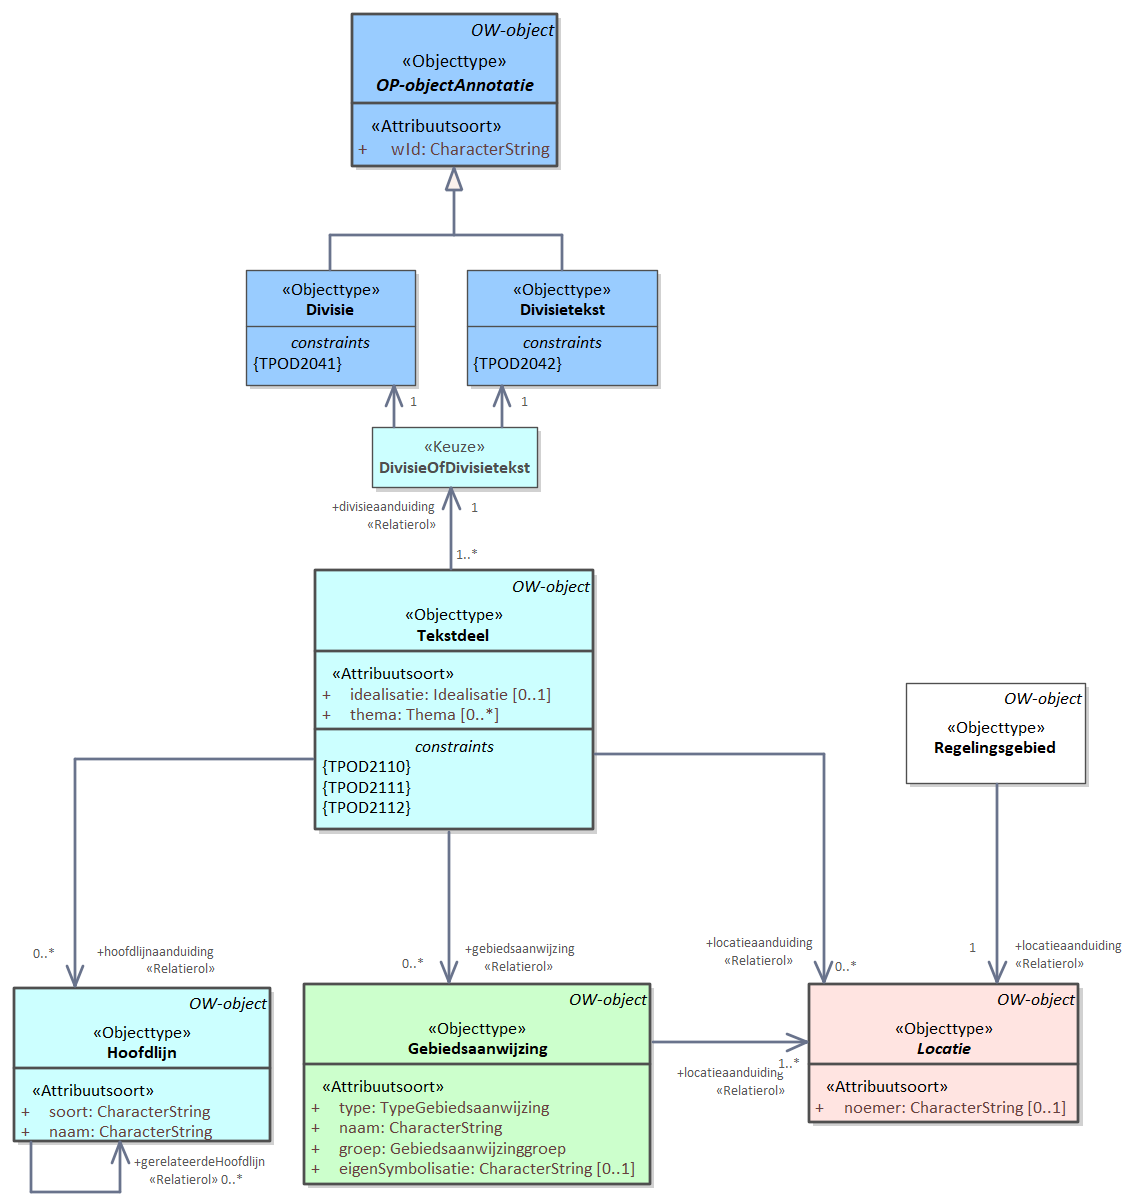 OW-object
«Objecttype»
OP-objectAnnotatie
«Attribuutsoort»
+ wId: CharacterString
«Objecttype»
Divisie
constraints
{TPOD2041}
«Objecttype»
Divisietekst
constraints
{TPOD2042}
1
1
«Keuze»
DivisieOfDivisietekst
+divisieaanduiding
«Relatierol»
1
1..*
OW-object
«Objecttype»
Tekstdeel
«Attribuutsoort»
+ idealisatie: Idealisatie [0..1]
+ thema: Thema [0..*]
constraints
{TPOD2110}
{TPOD2111}
{TPOD2112}
OW-object
«Objecttype»
Regelingsgebied
0..*
+hoofdlijnaanduiding
«Relatierol»
0..*
+gebiedsaanwijzing
«Relatierol»
+locatieaanduiding
«Relatierol»
0..*
1
+locatieaanduiding
«Relatierol»
OW-object
«Objecttype»
Hoofdlijn
«Attribuutsoort»
+ soort: CharacterString
+ naam: CharacterString
+gerelateerdeHoofdlijn
«Relatierol» 0..*
OW-object
«Objecttype»
Gebiedsaanwijzing
«Attribuutsoort»
+ type: TypeGebiedsaanwijzing
+ naam: CharacterString
+ groep: Gebiedsaanwijzinggroep
+ eigenSymbolisatie: CharacterString [0..1]
1..*
+locatieaanduiding
«Relatierol»
OW-object
«Objecttype»
Locatie
«Attribuutsoort»
+ noemer: CharacterString [0..1]